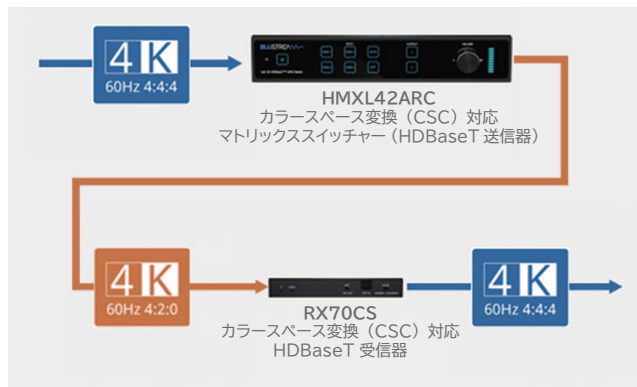 4K
60Hz 4:4:4
BLUSTREAM
HMXL42ARC
カラースペース変換（CSC）対応
マトリックススイッチャー（HDBaseT 送信器）
4K
60Hz 4:2:0
RX70CS
カラースペース変換（CSC）対応
HDBaseT 受信器
4K
60Hz 4:4:4